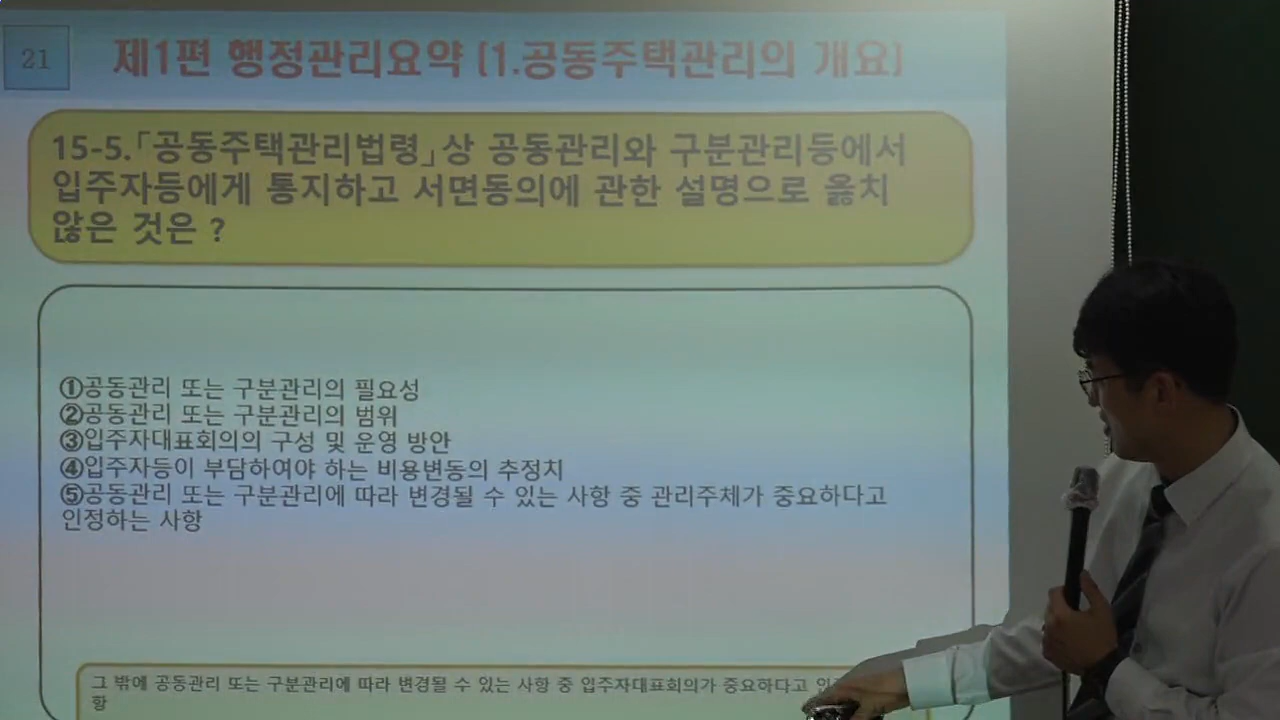 21
제1편 행정관리요약 [1.공동주택관리의 개요]
15-5.「공동주택관리법령」상 공동관리와 구분관리등에서
입주자등에게 통지하고 서면동의에 관한 설명으로 옳치
않은 것은 ?
①공동관리 또는 구분관리의 필요성
②공동관리 또는 구분관리의 범위
③입주자대표회의의 구성 및 운영 방안
④입주자등이 부담하여야 하는 비용변동의 추정치
⑤공동관리 또는 구분관리에 따라 변경될 수 있는 사항 중 관리주체가 중요하다고
인정하는 사항
그 밖에 공동관리 또는 구분관리에 따라 변경될 수 있는 사항 중 입주자대표회의가 중요하다고
항